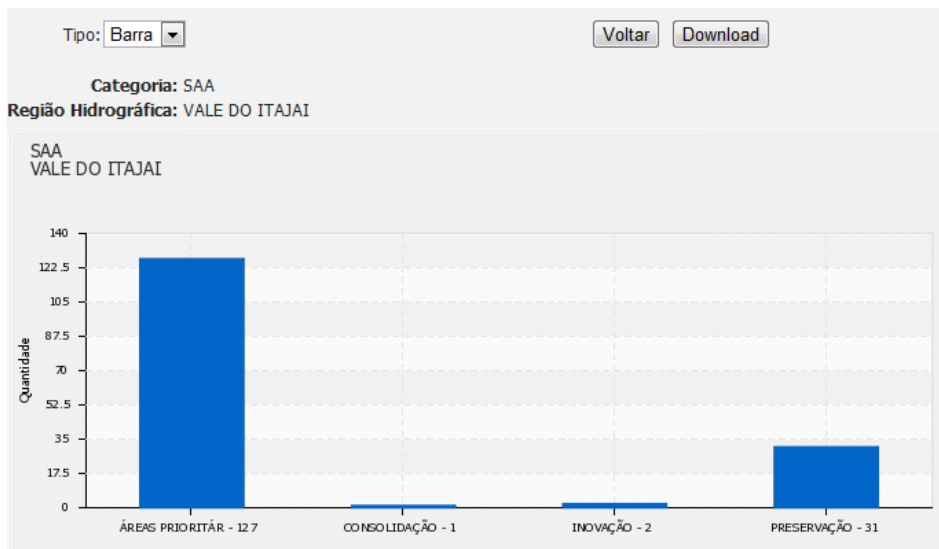 Tipo: Barra Voltar Download
Categoria: SAA
Região Hidrográfica: VALE DO ITAJAI
SAA
VALE DO ITAJAI
140
122.5
105
87.5
70
52.5
35
17.5
0
Quantidade
ÁREAS PRIORITÁR - 127 CONSOLIDAÇÃO - 1 INOVAÇÃO - 2 PRESERVAÇÃO - 31